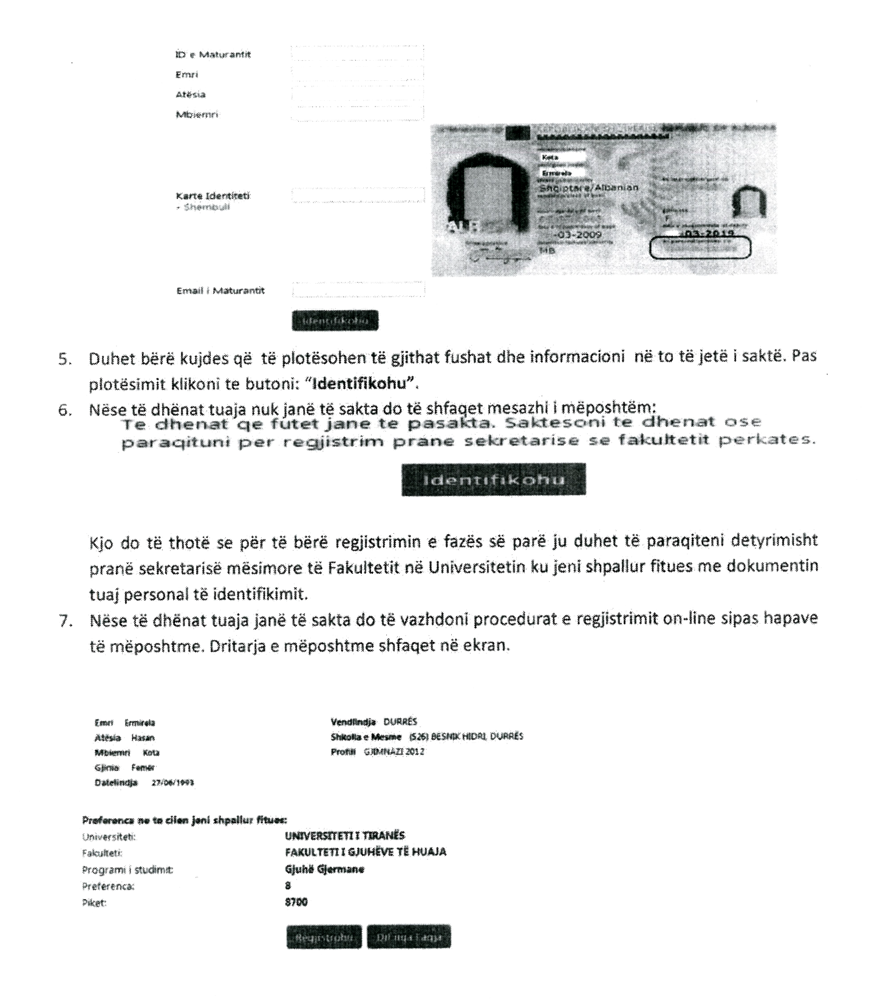 ID e Maturantit
Emri
Atësia
Mbiemri
Kota
Ermirela
Shqiptare/Albanian
Karte Identiteti
- Shembull
ALB
F
-03-2009
-03-2019
MB
Email i Maturantit
Identifikohu
5. Duhet bërë kujdes që të plotësohen të gjithat fushat dhe informacioni në to të jetë i saktë. Pas
plotësimit klikoni te butoni: “Identifikohu”.
6. Nëse të dhënat tuaja nuk janë të sakta do të shfaqet mesazhi i mëposhtëm:
Te dhenat qe futet jane te pasakta. Saktesoni te dhenat ose
paraqituni per regjistrim prane sekretarise se fakultetit perkates.
Identifikohu
Kjo do të thotë se për të bërë regjistrimin e fazës së parë ju duhet të paraqiteni detyrimisht
pranë sekretarisë mësimore të Fakultetit në Universitetin ku jeni shpallur fitues me dokumentin
tuaj personal të identifikimit.
7. Nëse të dhënat tuaja janë të sakta do të vazhdoni procedurat e regjistrimit on-line sipas hapave
të mëposhtme. Dritarja e mëposhtme shfaqet në ekran.
Emri Ermirela Vendlindja DURRËS
Atësia Hasan Shkolla e Mesme (526) BESNIK HIDRI, DURRËS
Mbiemri Kota Profili GJIMNAZI 2012
Gjinia Femër
Datelindja 27/06/1993
Preferenca ne te cilen jeni shpallur fitues:
Universiteti: UNIVERSITETI I TIRANËS
Fakulteti: FAKULTETI I GJUHËVE TË HUAJA
Programi i studimit: Gjuhë Gjermane
Preferenca: 8
Piket: 8700
Regjistrohu Dil nga Faqja